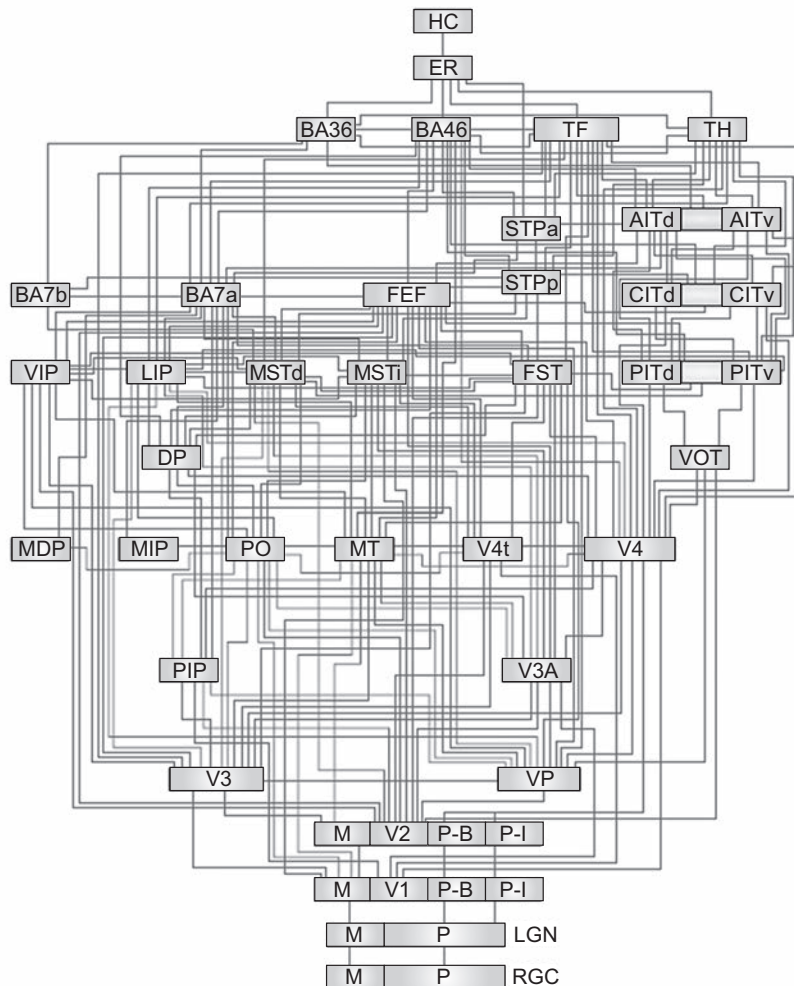 HC
ER
BA36 BA46 TF TH
STPa AITd AITv
BA7b BA7a FEF STPp CITd CITv
VIP LIP MSTd MSTi FST PITd PITv
DP VOT
MDP MIP PO MT V4t V4
PIP V3A
V3 VP
M V2 P-B P-I
M V1 P-B P-I
M P LGN
M P RGC